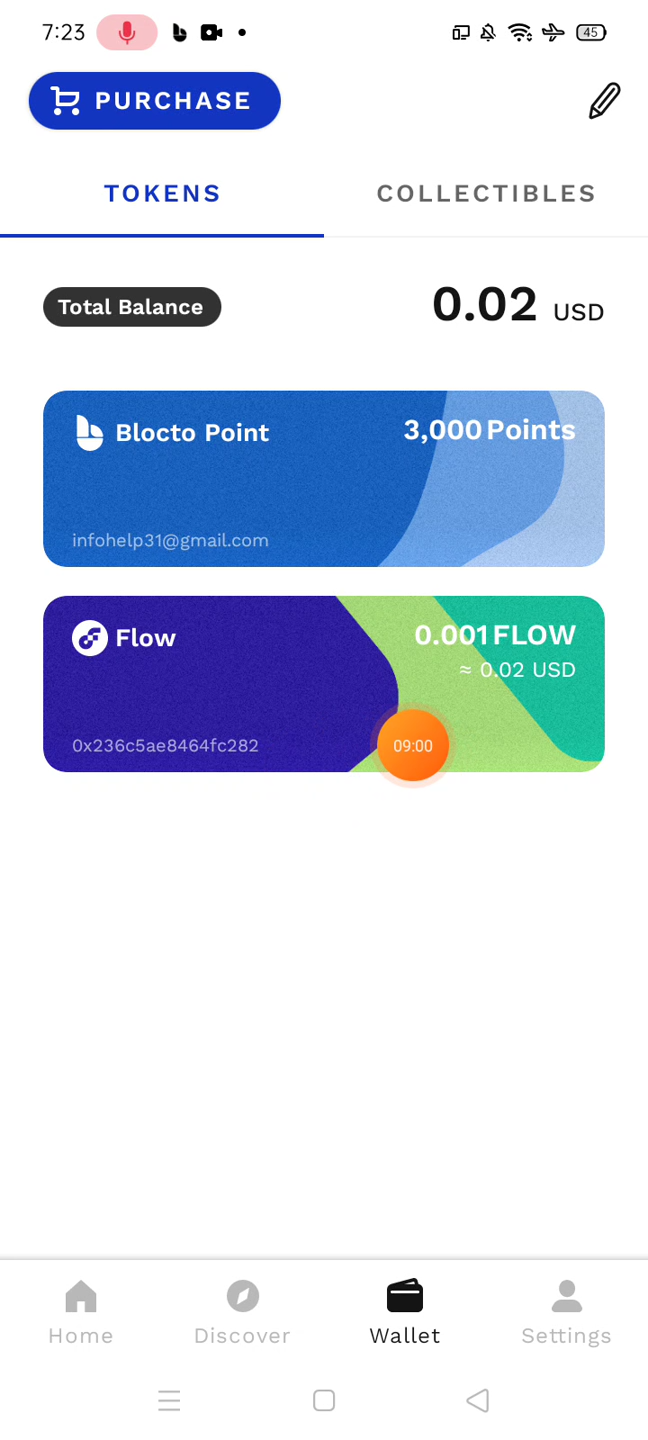 7:23
45
PURCHASE
TOKENS
COLLECTIBLES
Total Balance
0.02 USD
Blocto Point
3,000 Points
infohelp31@gmail.com
Flow
0.001 FLOW
≈ 0.02 USD
0x236c5ae8464fc282
09:00
Home
Discover
Wallet
Settings